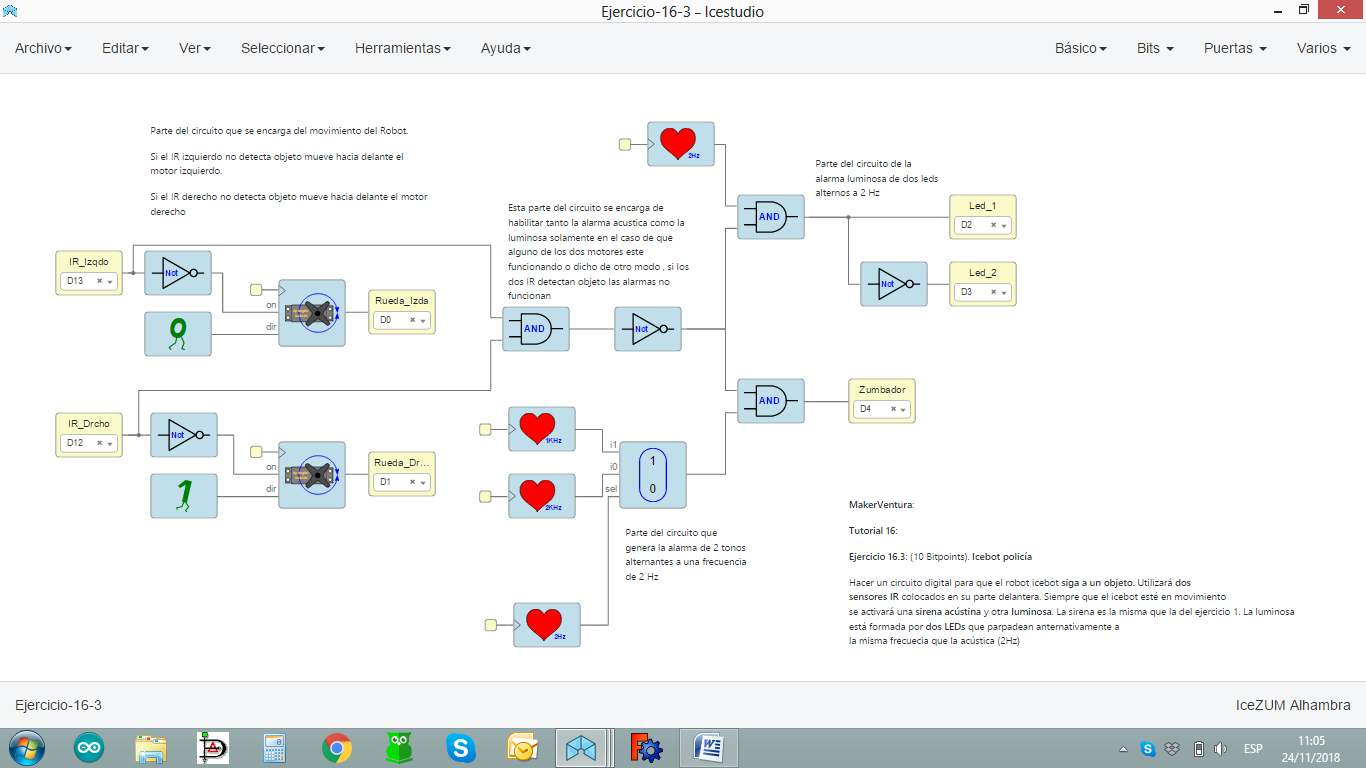 Ejercicio-16-3 – Icestudio
Archivo
Editar
Ver
Seleccionar
Herramientas
Ayuda
Básico
Bits
Puertas
Varios
Parte del circuito que se encarga del movimiento del Robot.
Si el IR izquierdo no detecta objeto mueve hacia delante el
motor izquierdo.
Si el IR derecho no detecta objeto mueve hacia delante el motor
derecho
2Hz
Parte del circuito de la
alarma luminosa de dos leds
alternos a 2 Hz
Esta parte del circuito se encarga de
habilitar tanto la alarma acustica como la
luminosa solamente en el caso de que
alguno de los dos motores este
funcionando o dicho de otro modo , si los
dos IR detectan objeto las alarmas no
funcionan
AND
Led_1
D2
Led_2
D3
Not
IR_Izqdo
D13
Not
0
on
dir
Rueda_Izda
D0
AND
Not
IR_Drcho
D12
Not
1
on
dir
Rueda_Dr...
D1
AND
Zumbador
D4
1KHz
2KHz
i1
i0
sel
1
0
Parte del circuito que
genera la alarma de 2 tonos
alternantes a una frecuencia
de 2 Hz
2Hz
MakerVentura:
Tutorial 16:
Ejercicio 16.3: (10 Bitpoints). Icebot policía
Hacer un circuito digital para que el robot icebot siga a un objeto. Utilizará dos
sensores IR colocados en su parte delantera. Siempre que el icebot esté en movimiento
se activará una sirena acústina y otra luminosa. La sirena es la misma que la del ejercicio 1. La luminosa
está formada por dos LEDs que parpadean anternativamente a
la misma frecuecia que la acústica (2Hz)
Ejercicio-16-3
IceZUM Alhambra
ESP
11:05
24/11/2018